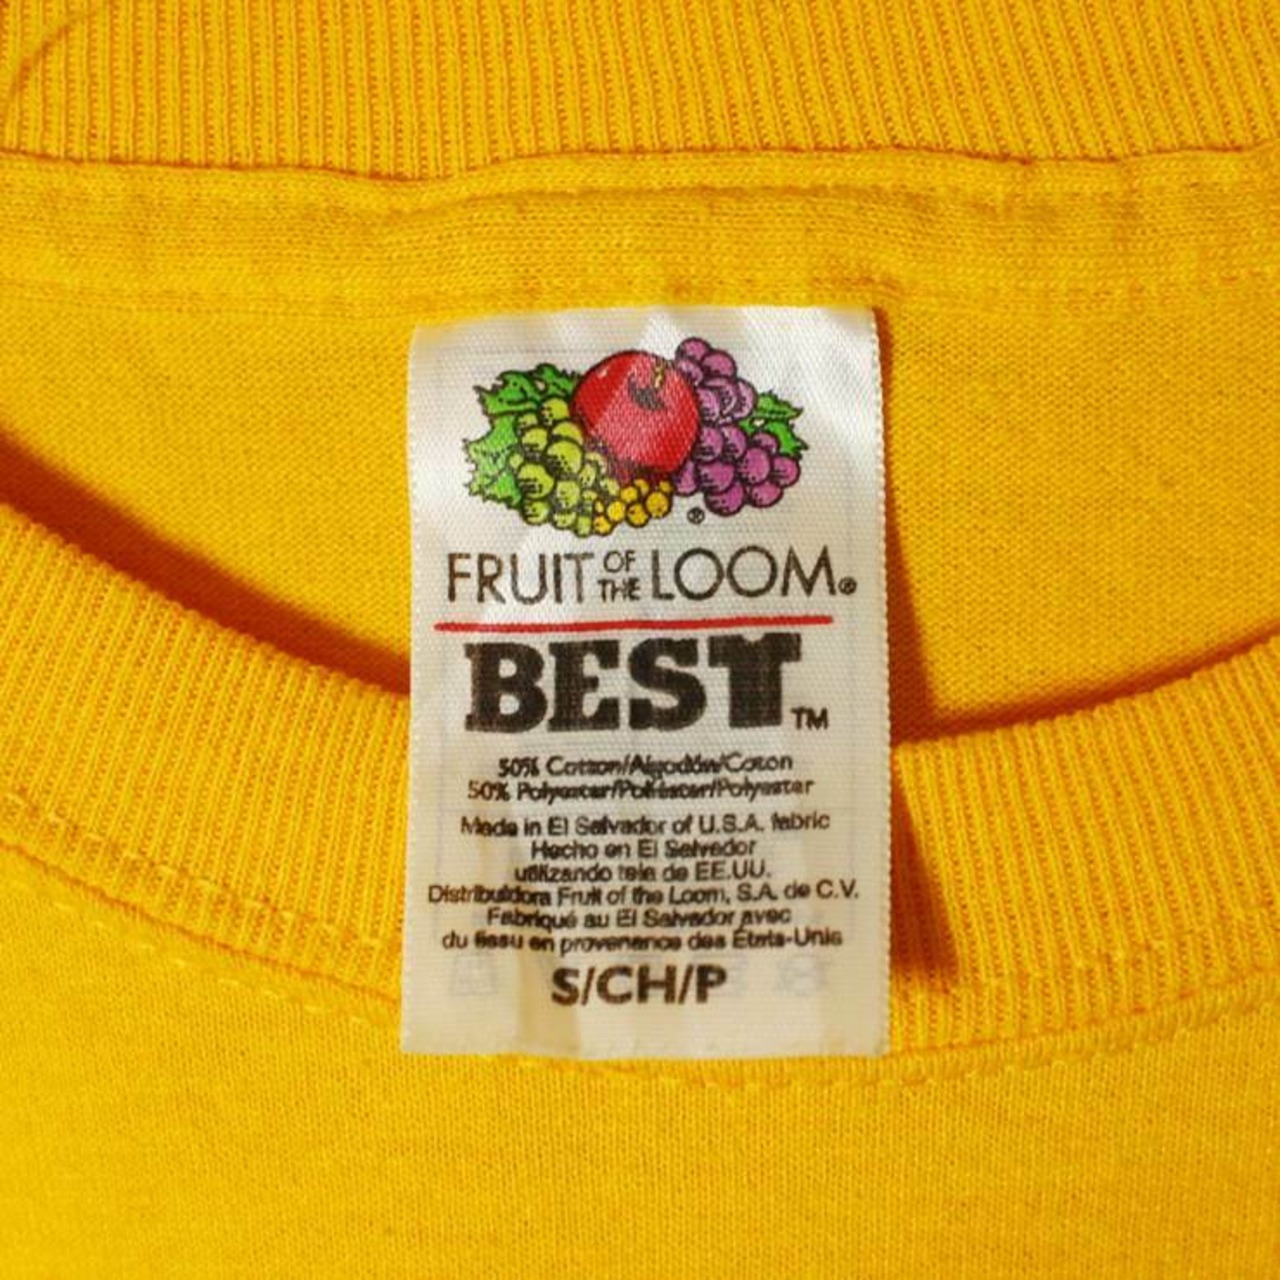 ®
FRUIT OF THE LOOM®
BEST™
50% Cotton/Algodón/Coton
50% Polyester/Poliéster/Polyester
Made in El Salvador of U.S.A. fabric
Hecho en El Salvador
utilizando tela de EE.UU.
Distribuidora Fruit of the Loom, S.A. de C.V.
Fabriqué au El Salvador avec
du tissu en provenance des États-Unis
S/CH/P